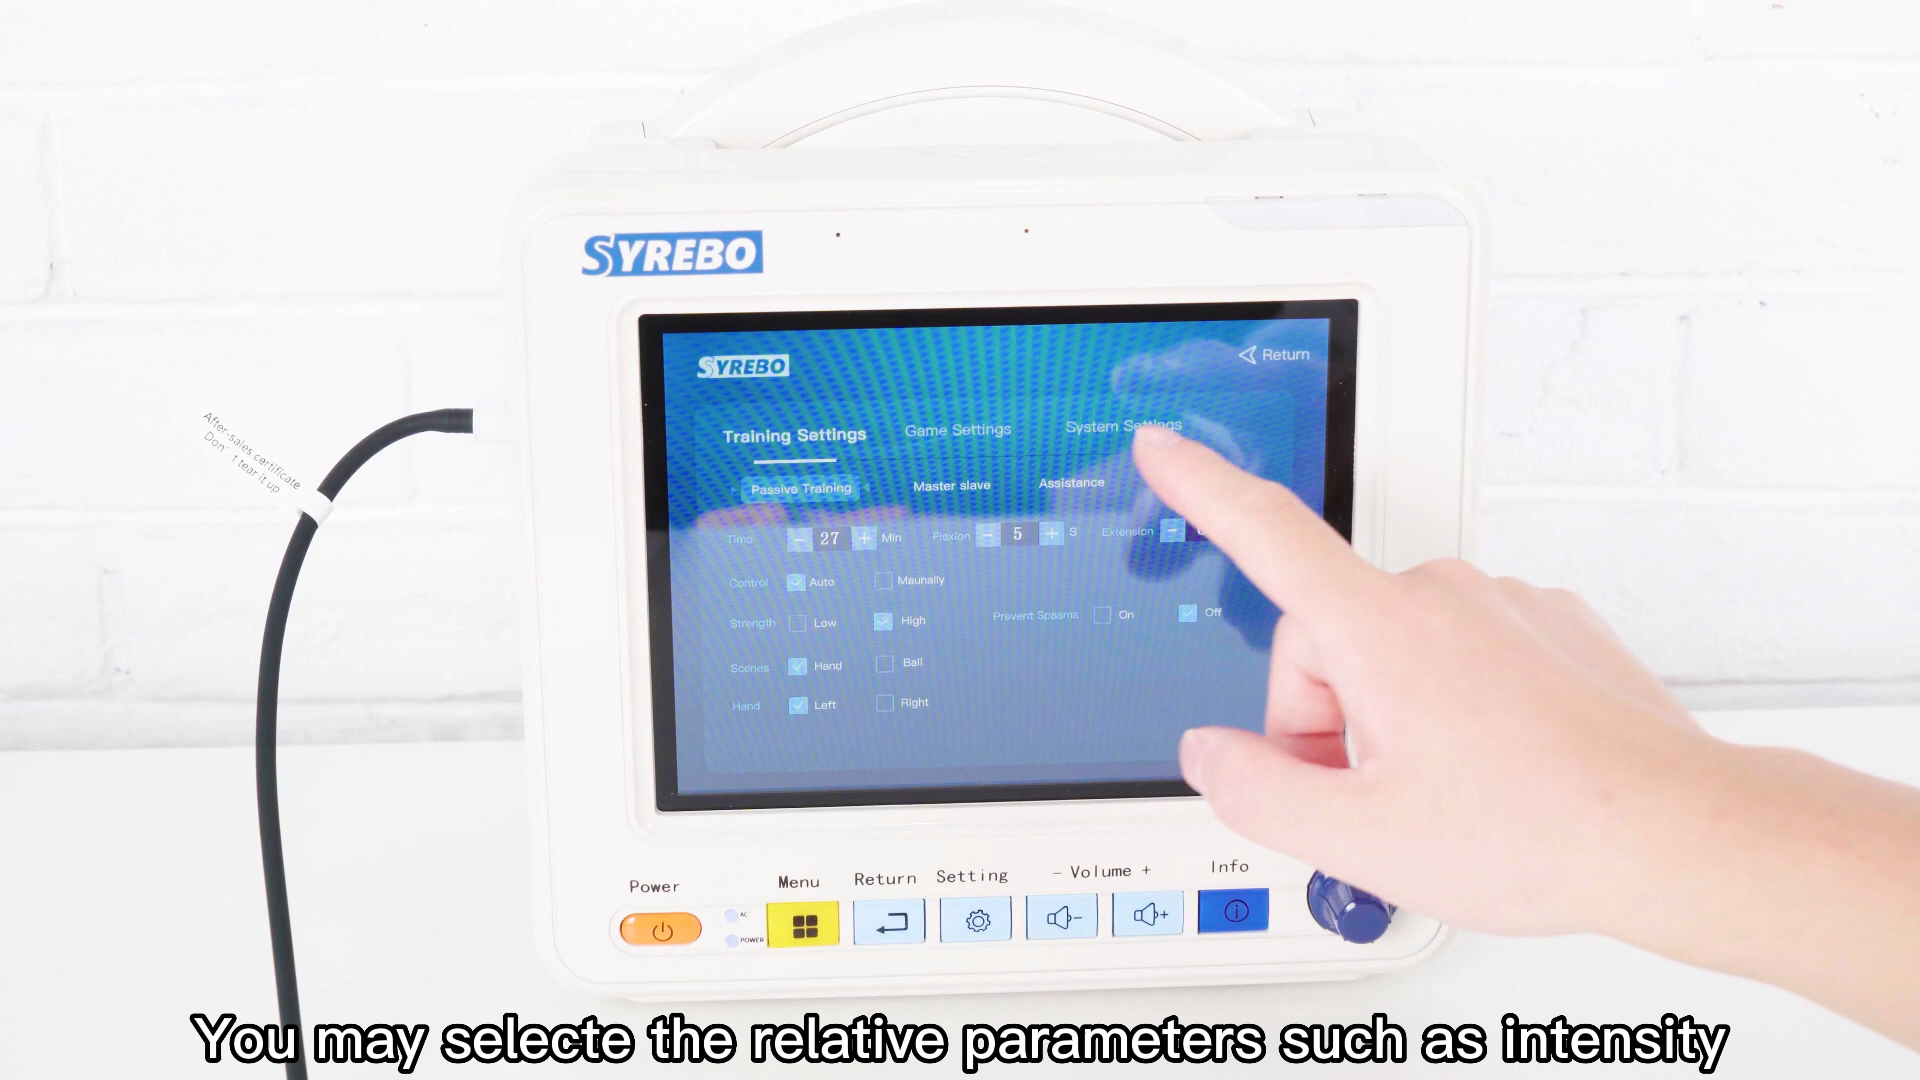 SYREBO
SYREBO
Return
Training Settings Game Settings System Settings
Passive Training Master slave Assistance
Time - 27 + Min Flexion - 5 + S Extension -
Control Auto Maunally
Strength Low High Prevent Spasms On Off
Scenes Hand Ball
Hand Left Right
After-sales certificate
Don't tear it up
Power Menu Return Setting - Volume + Info
AC
POWER
You may selecte the relative parameters such as intensity